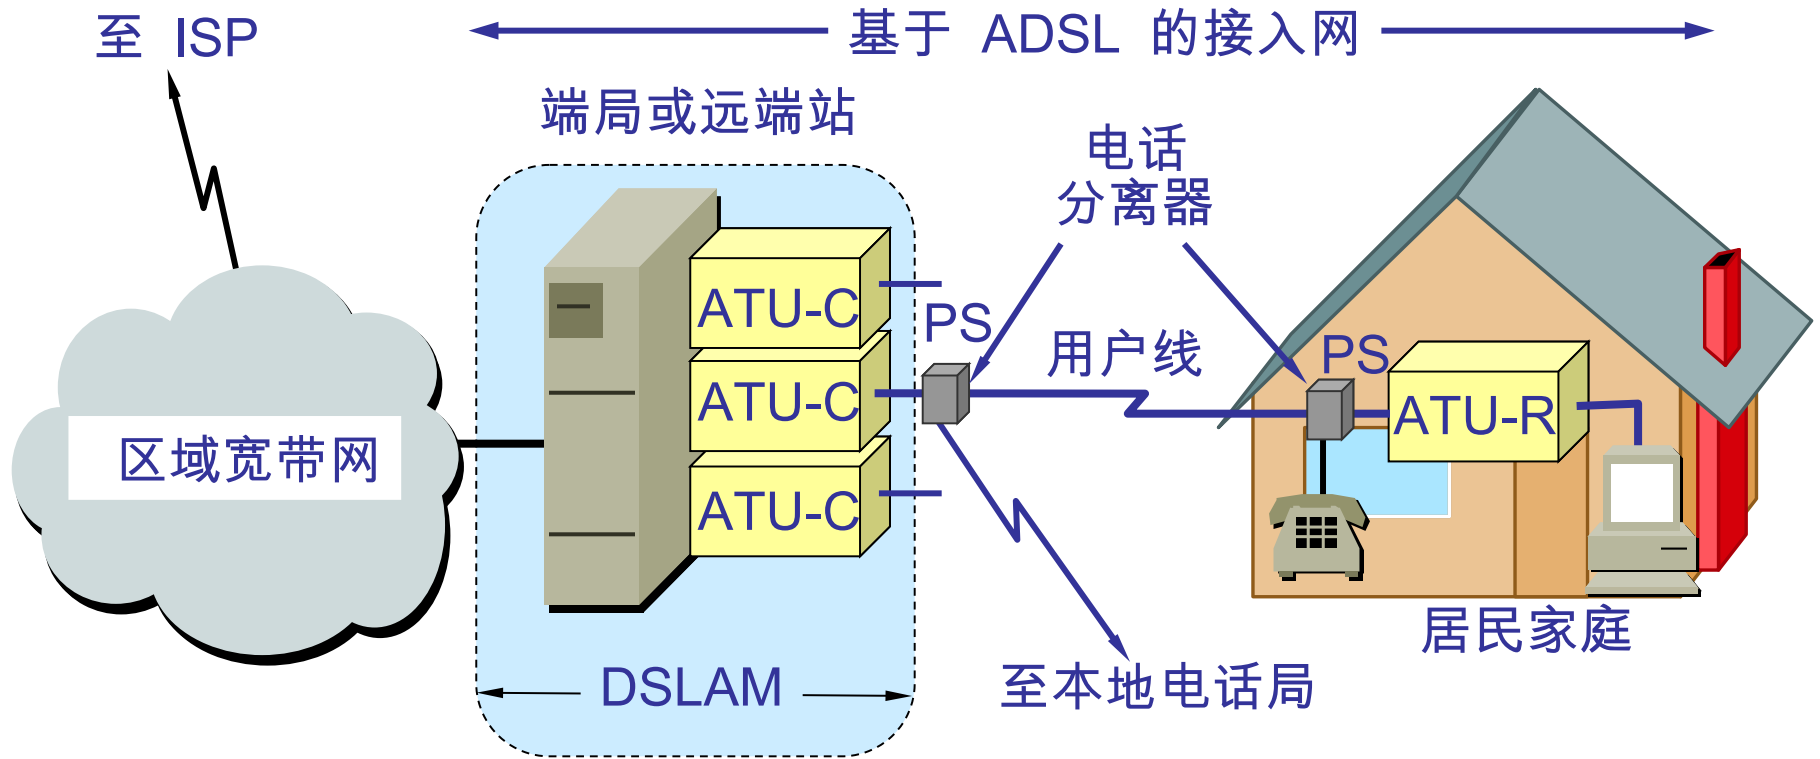 至 ISP
基于 ADSL 的接入网
端局或远端站
电话
分离器
ATU-C
PS
用户线
PS
ATU-C
ATU-R
区域宽带网
ATU-C
居民家庭
DSLAM
至本地电话局